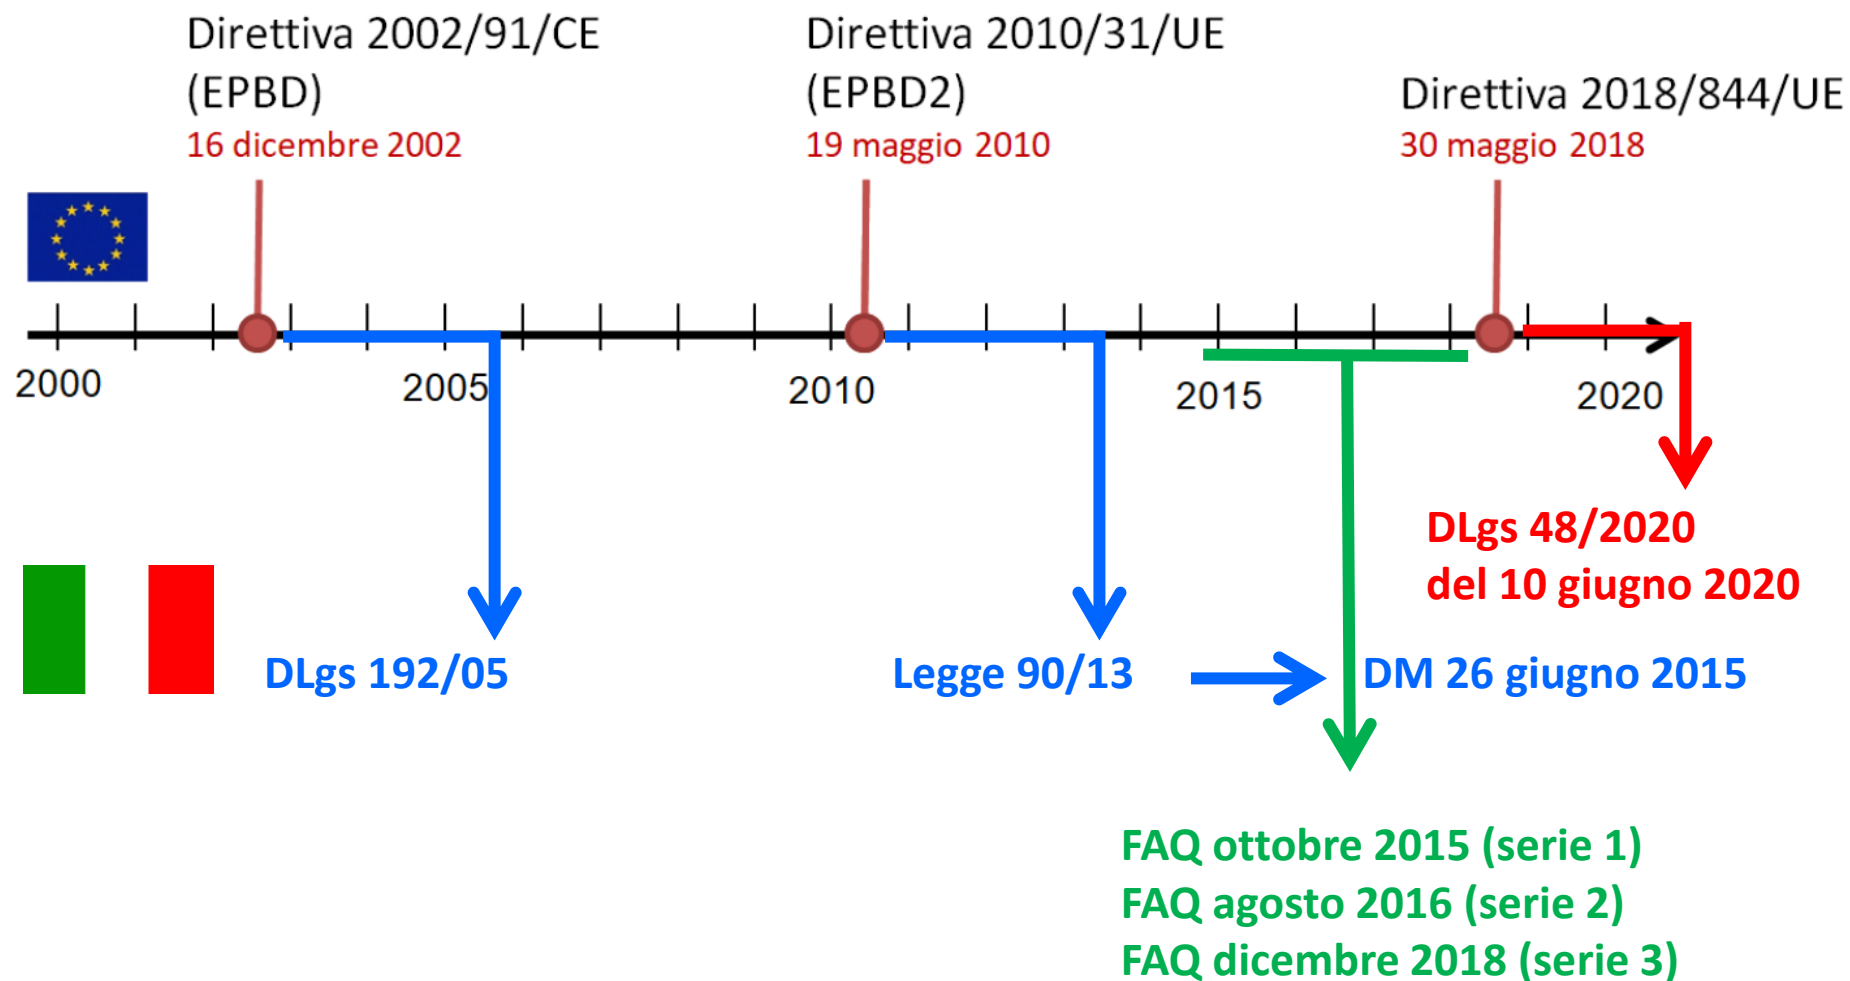 Direttiva 2002/91/CE
(EPBD)
16 dicembre 2002
Direttiva 2010/31/UE
(EPBD2)
19 maggio 2010
Direttiva 2018/844/UE
30 maggio 2018
2000
2005
2010
2015
2020
DLgs 48/2020
del 10 giugno 2020
DLgs 192/05
Legge 90/13
DM 26 giugno 2015
FAQ ottobre 2015 (serie 1)
FAQ agosto 2016 (serie 2)
FAQ dicembre 2018 (serie 3)